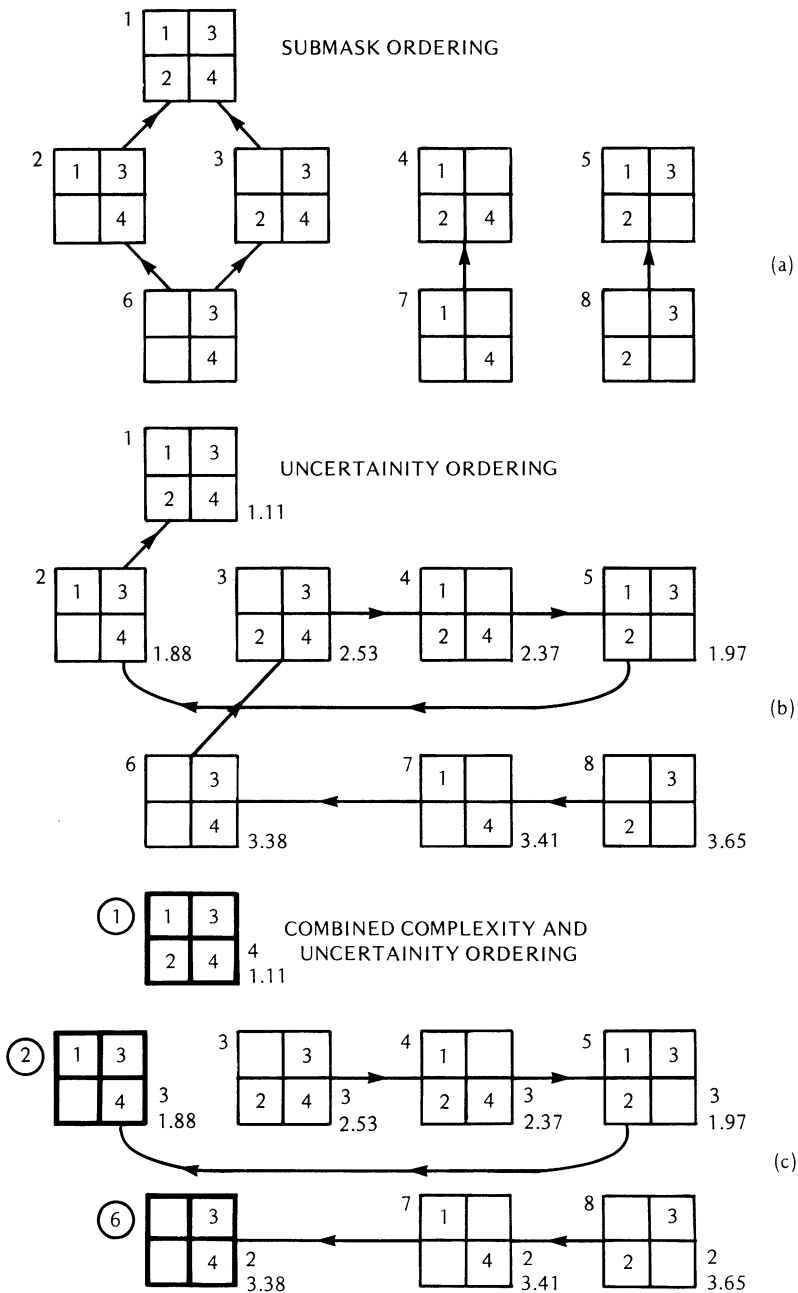 1
1 3
SUBMASK ORDERING
2 4
2 3 4 5
1 3 3 1 1 3
4 2 4 2 4 2
(a)
6 7 8
3 1 3
4 4 2
1
1 3
UNCERTAINITY ORDERING
2 4
1.11
2 3 4 5
1 3 3 1 1 3
4 2 4 2 4 2
1.88 2.53 2.37 1.97
(b)
6 7 8
3 1 3
4 4 2
3.38 3.41 3.65
1 1 3
COMBINED COMPLEXITY AND
UNCERTAINITY ORDERING
2 4 4
1.11
2 3 4 5
1 3 3 1 1 3
4 3 2 4 3 2 4 3 2 3
1.88 2.53 2.37 1.97
(c)
6 7 8
3 1 3
4 2 4 2 2 2
3.38 3.41 3.65